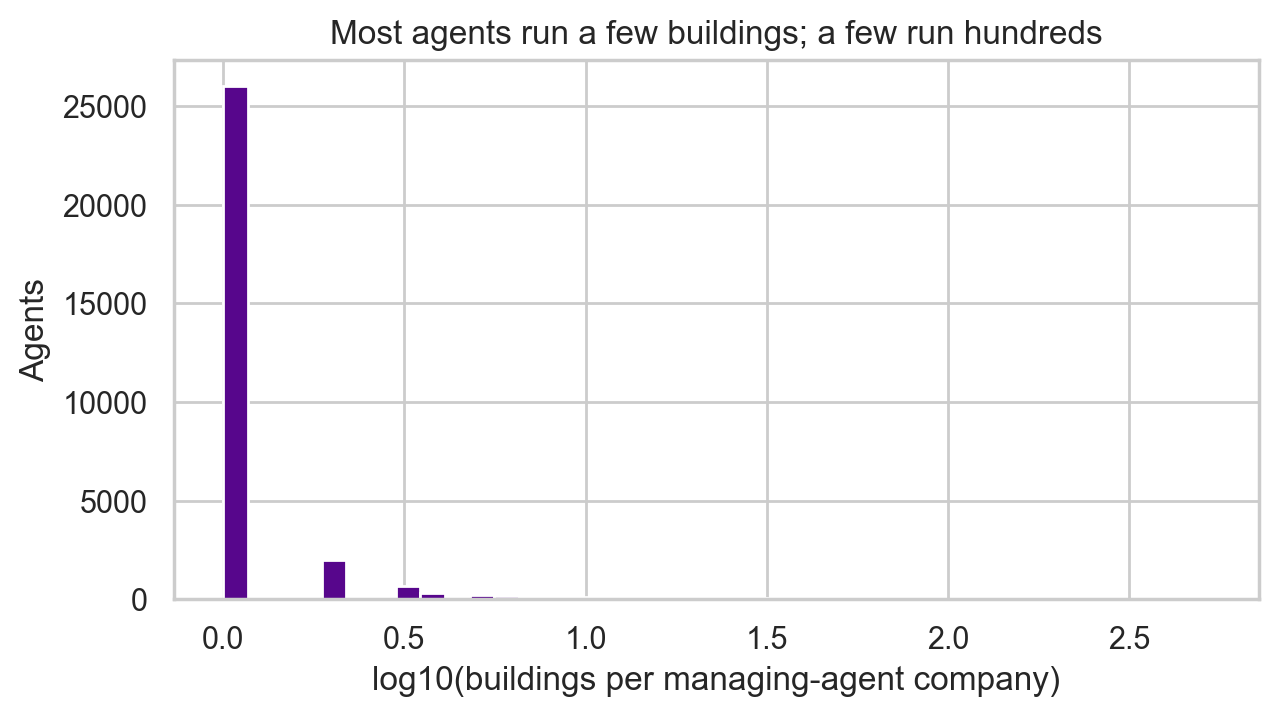 Most agents run a few buildings; a few run hundreds
25000
20000
15000
10000
5000
0
Agents
0.0 0.5 1.0 1.5 2.0 2.5
log10(buildings per managing-agent company)